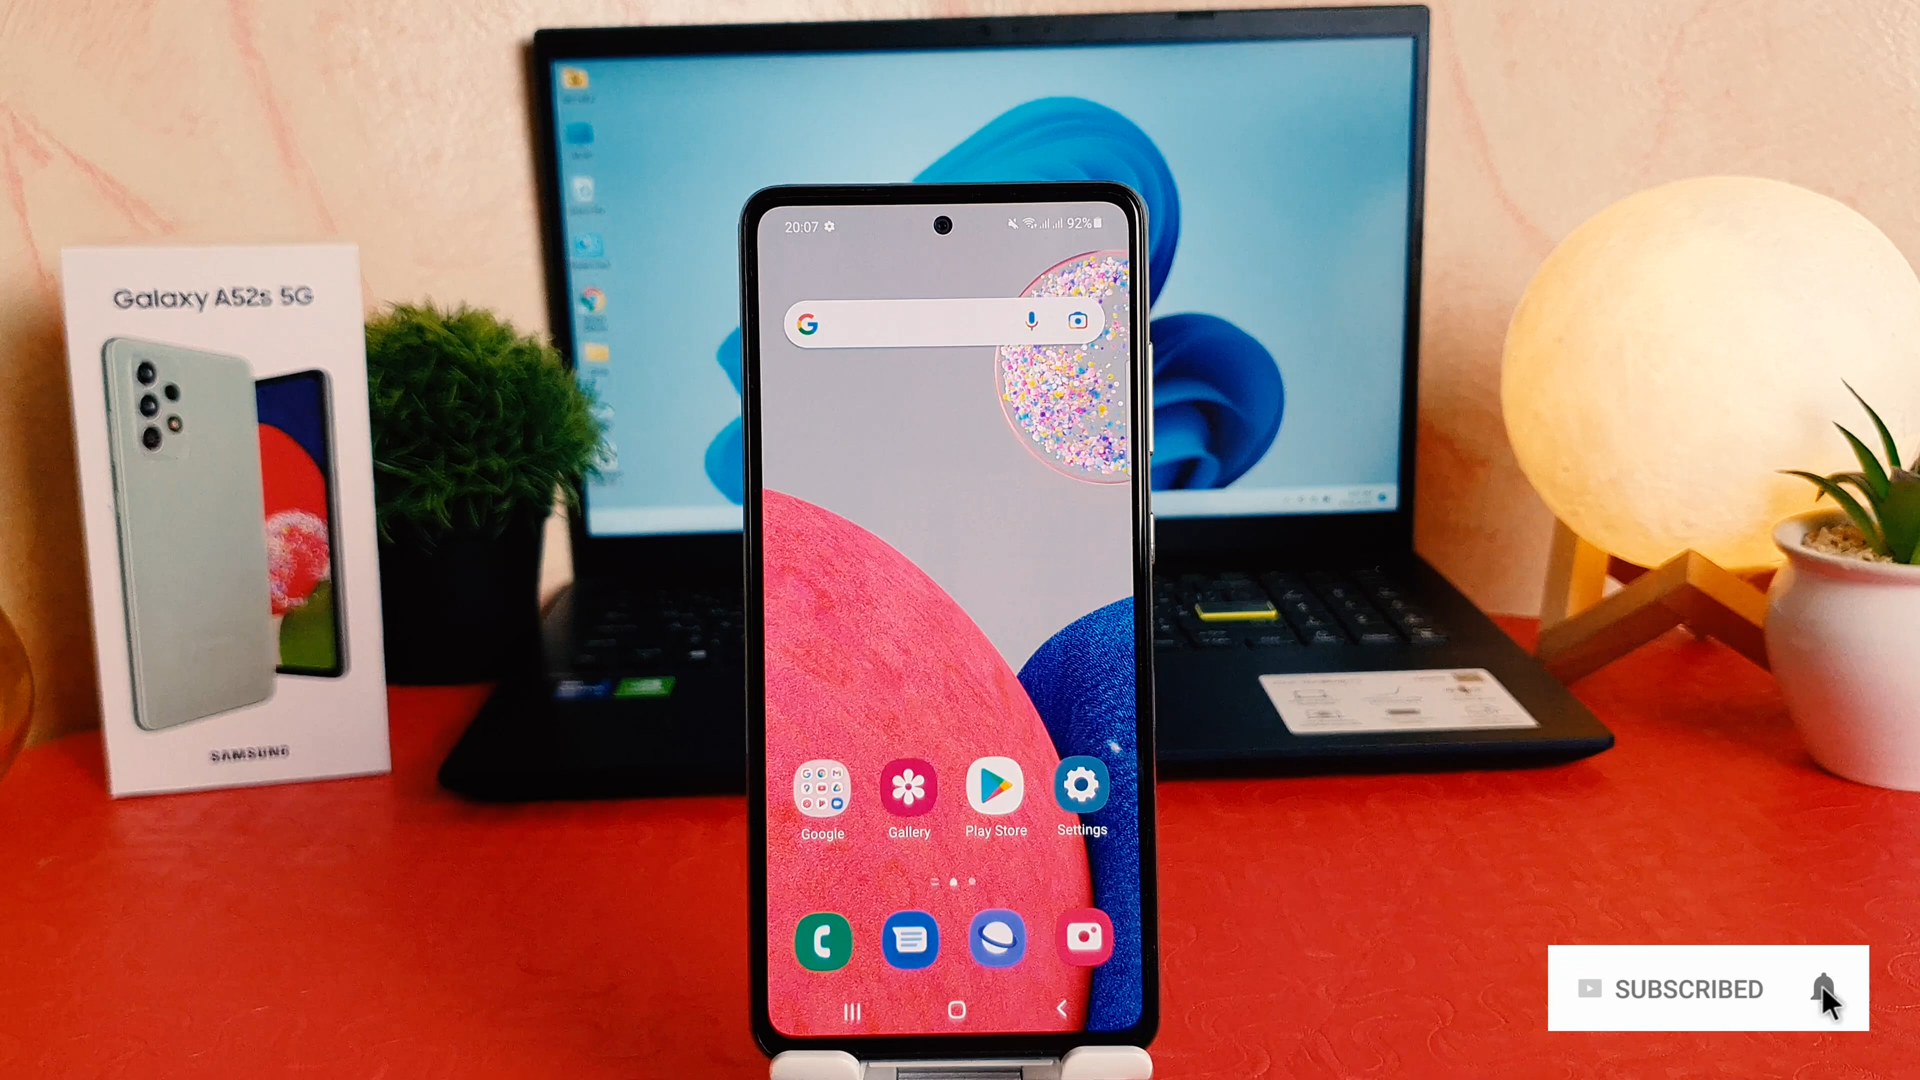 Galaxy A52s 5G
SAMSUNG
20:07
92%
Google
Gallery
Play Store
Settings
SUBSCRIBED